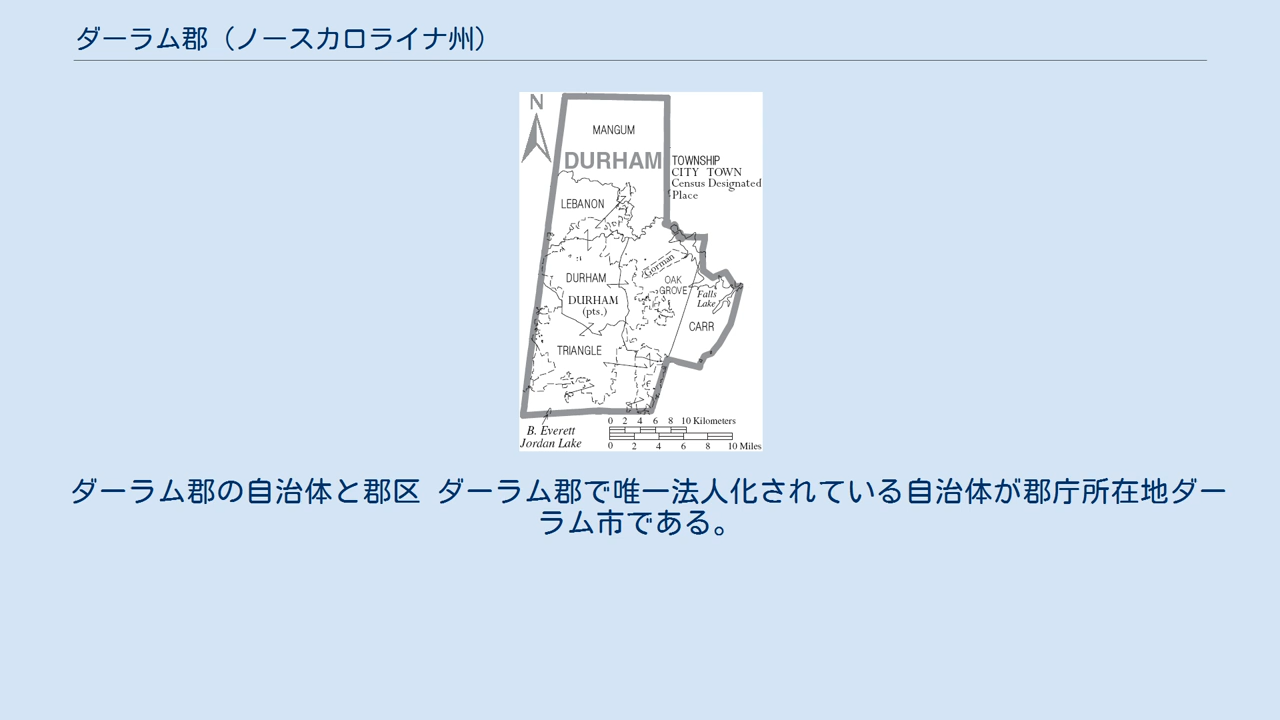 ダーラム郡（ノースカロライナ州）
N
MANGUM
DURHAM
TOWNSHIP
CITY TOWN
Census Designated
Place
LEBANON
Gorman
DURHAM
OAK
GROVE
DURHAM
(pts.)
Falls
Lake
CARR
TRIANGLE
0 2 4 6 8 10 Kilometers
B. Everett
Jordan Lake
0 2 4 6 8 10 Miles
ダーラム郡の自治体と郡区 ダーラム郡で唯一法人化されている自治体が郡庁所在地ダー
ラム市である。